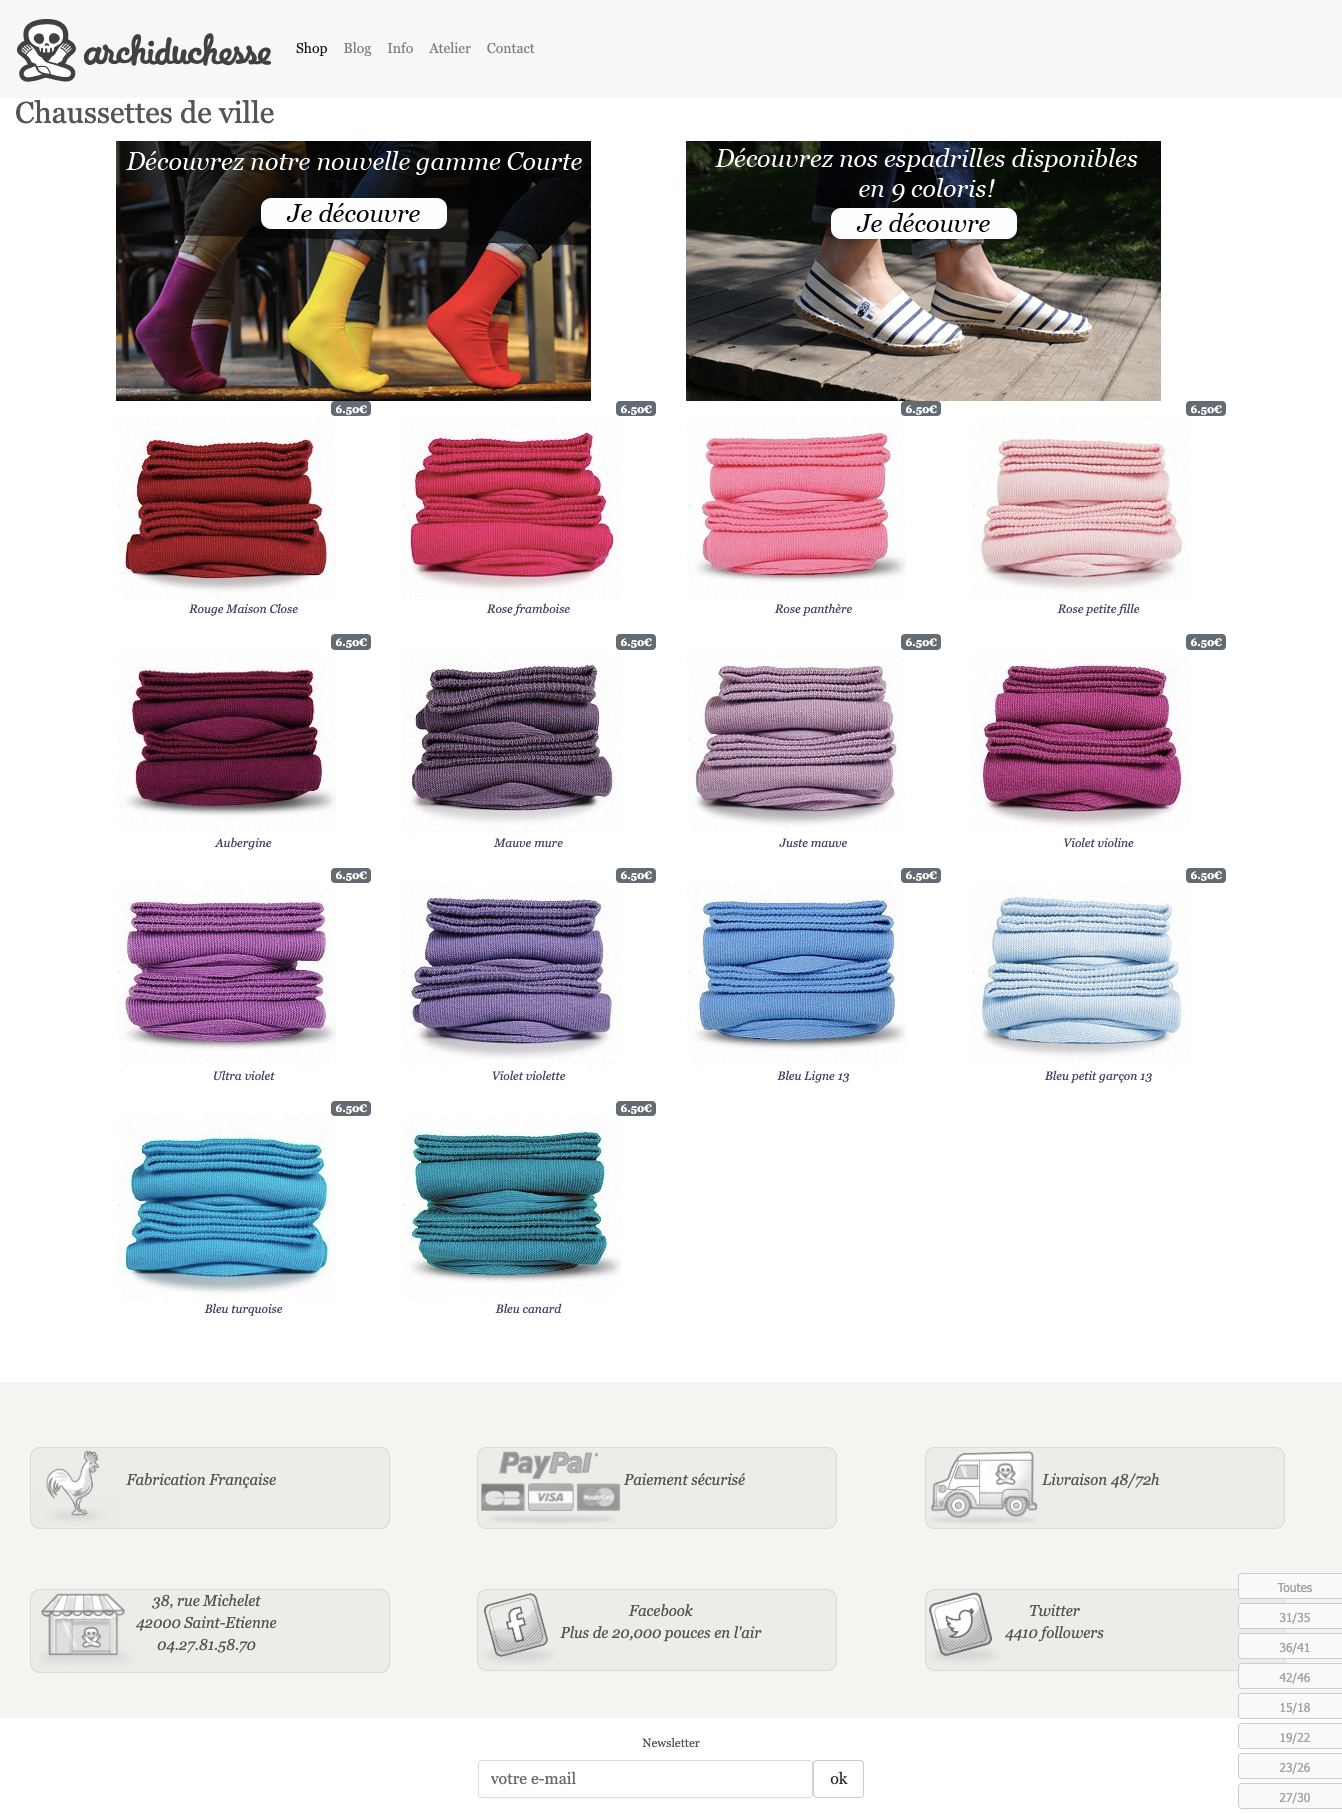 archiduchesse
Shop Blog Info Atelier Contact
Chaussettes de ville
Découvrez notre nouvelle gamme Courte
Je découvre
Découvrez nos espadrilles disponibles
en 9 coloris!
Je découvre
6.50€ 6.50€ 6.50€ 6.50€
Rouge Maison Close Rose framboise Rose panthère Rose petite fille
6.50€ 6.50€ 6.50€ 6.50€
Aubergine Mauve mure Juste mauve Violet violine
6.50€ 6.50€ 6.50€ 6.50€
Ultra violet Violet violette Bleu Ligne 13 Bleu petit garçon 13
6.50€ 6.50€
Bleu turquoise Bleu canard
Fabrication Française
PayPal
CB VISA MasterCard
Paiement sécurisé
Livraison 48/72h
38, rue Michelet
42000 Saint-Etienne
04.27.81.58.70
Facebook
Plus de 20,000 pouces en l'air
Twitter
4410 followers
Toutes
31/35
36/41
42/46
15/18
19/22
23/26
27/30
Newsletter
votre e-mail ok